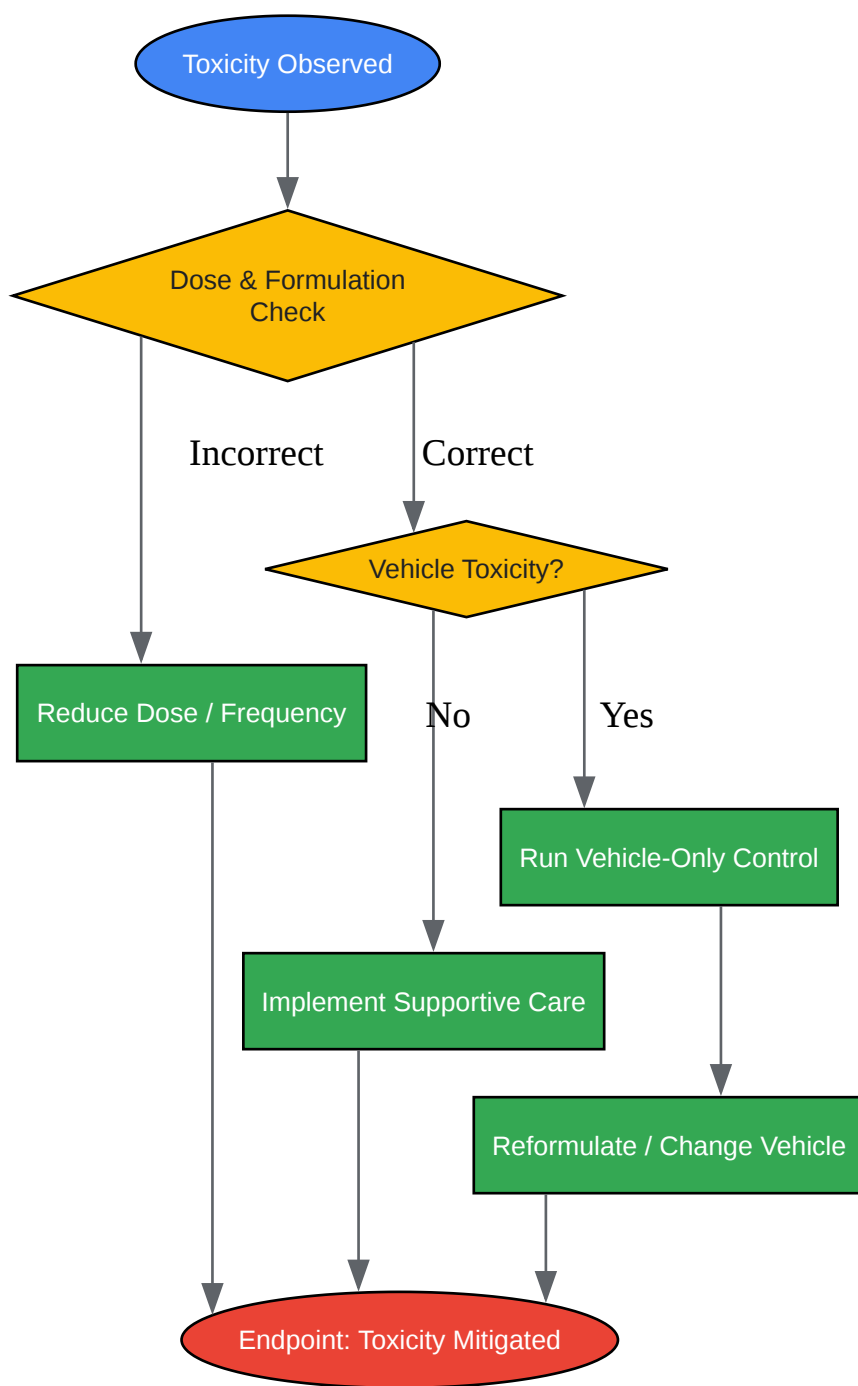 Toxicity Observed
Dose & Formulation
Check
Incorrect
Correct
Vehicle Toxicity?
Reduce Dose / Frequency
No
Yes
Run Vehicle-Only Control
Implement Supportive Care
Reformulate / Change Vehicle
Endpoint: Toxicity Mitigated